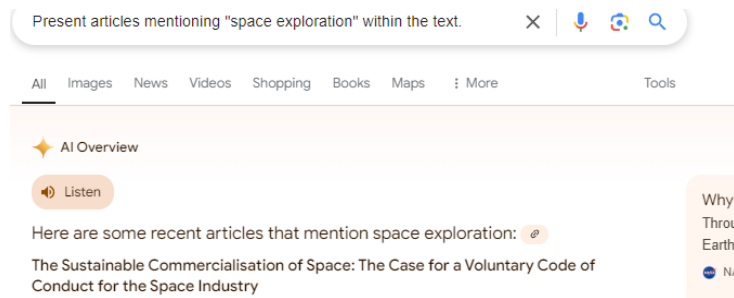 Present articles mentioning "space exploration" within the text.
All Images News Videos Shopping Books Maps More Tools
AI Overview
Listen
Here are some recent articles that mention space exploration:
The Sustainable Commercialisation of Space: The Case for a Voluntary Code of
Conduct for the Space Industry
Why
Earth